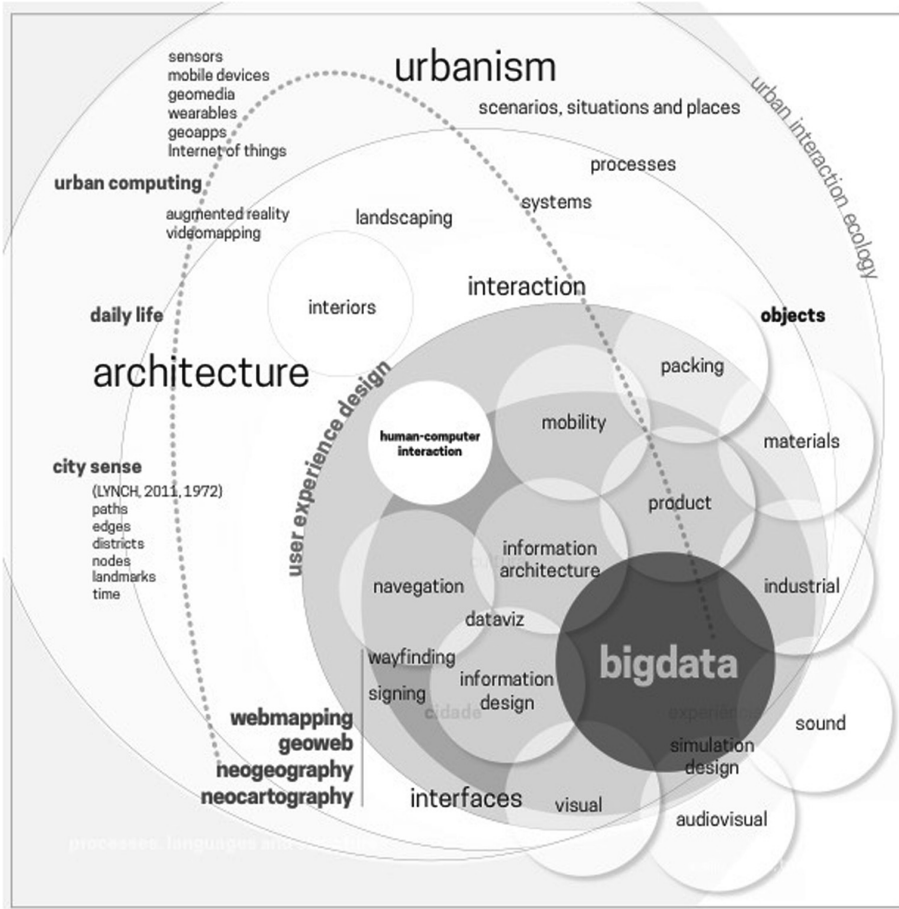 urbanism
scenarios, situations and places
urban interaction ecology
sensors
mobile devices
geomedia
wearables
geoapps
Internet of things
urban computing
augmented reality
videomapping
processes
systems
landscaping
interiors
interaction
daily life
objects
architecture
user experience design
packing
human-computer
interaction
mobility
materials
city sense
(LYNCH, 2011, 1972)
paths
edges
districts
nodes
landmarks
time
product
information
architecture
navegation
industrial
dataviz
wayfinding
signing
information
design
bigdata
cidade
webmapping
geoweb
neogeography
neocartography
sound
simulation
design
interfaces
visual
audiovisual